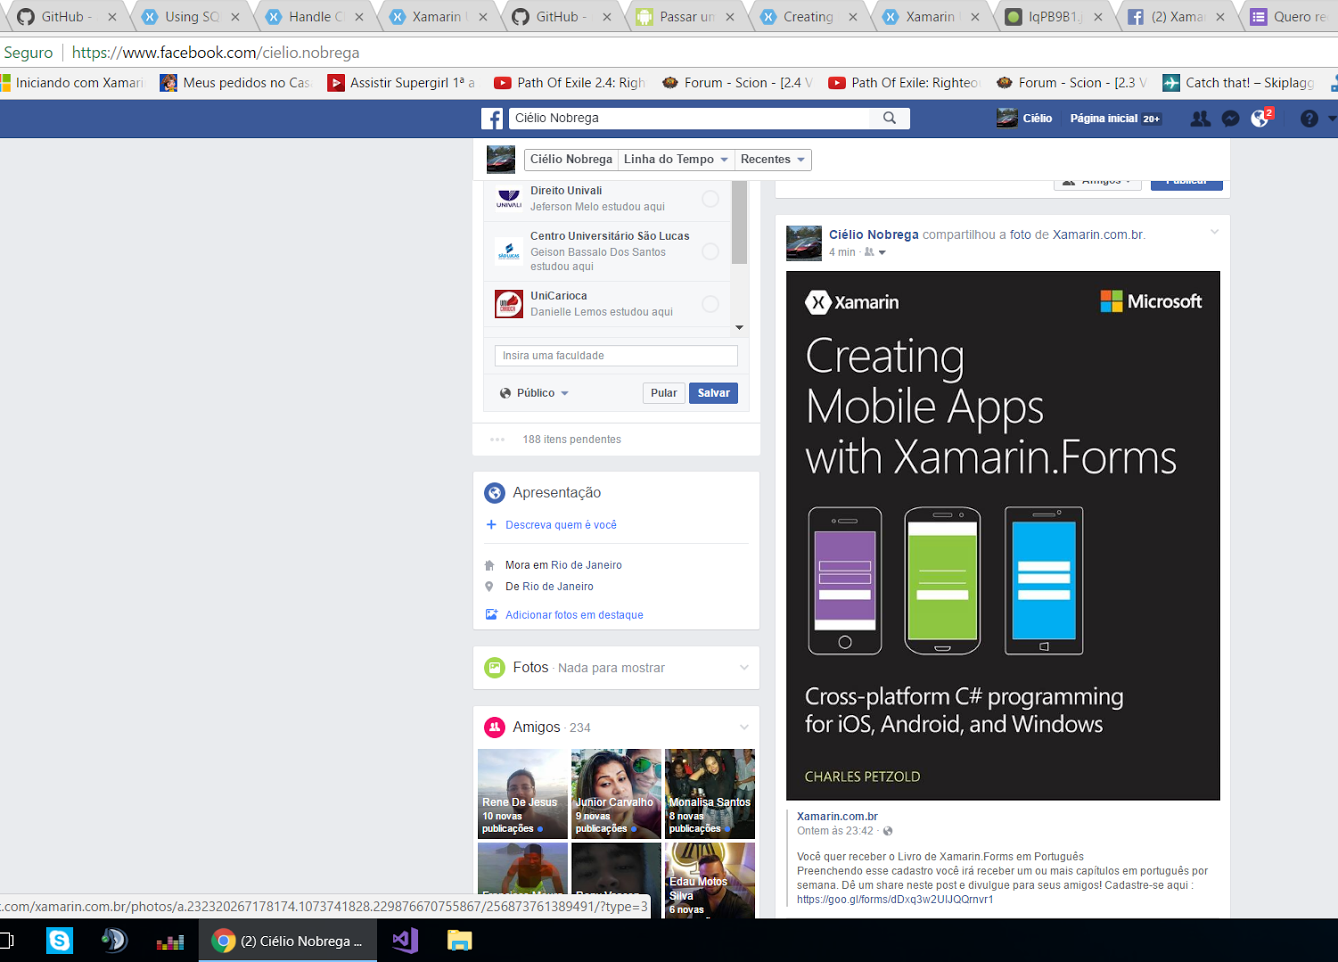 GitHub -
Using SQ
Handle C
Xamarin
GitHub -
Passar un
Creating
Xamarin
IqPB9B1.j
(2) Xama
Quero re
Seguro
https://www.facebook.com/cielio.nobrega
Iniciando com Xamari
Meus pedidos no Cas
Assistir Supergirl 1ª a
Path Of Exile 2.4: Righ
Forum - Scion - [2.4 V
Path Of Exile: Righteo
Forum - Scion - [2.3 V
Catch that! – Skiplagg
Ciélio Nobrega
Ciélio
Página inicial 20+
2
Ciélio Nobrega
Linha do Tempo
Recentes
Direito Univali
Jeferson Melo estudou aqui
UNIVALI
Centro Universitário São Lucas
Geison Bassalo Dos Santos
estudou aqui
SÃO LUCAS
UniCarioca
Danielle Lemos estudou aqui
Insira uma faculdade
Público
Pular
Salvar
188 itens pendentes
Apresentação
Descreva quem é você
Mora em Rio de Janeiro
De Rio de Janeiro
Adicionar fotos em destaque
Fotos · Nada para mostrar
Amigos · 234
Rene De Jesus
10 novas
publicações
Junior Carvalho
9 novas
publicações
Monalisa Santos
8 novas
publicações
Edau Motos
Silva
6 novas
Amigos
Publicar
Ciélio Nobrega compartilhou a foto de Xamarin.com.br.
4 min ·
Xamarin
Microsoft
Creating
Mobile Apps
with Xamarin.Forms
Cross-platform C# programming
for iOS, Android, and Windows
CHARLES PETZOLD
Xamarin.com.br
Ontem às 23:42 ·
Você quer receber o Livro de Xamarin.Forms em Português
Preenchendo esse cadastro você irá receber um ou mais capítulos em português por
semana. Dê um share neste post e divulgue para seus amigos! Cadastre-se aqui :
https://goo.gl/forms/dDxq3w2UIJQQrnvr1
.com/xamarin.com.br/photos/a.232320267178174.1073741828.229876670755867/256873761389491/?type=3
(2) Ciélio Nobrega ...